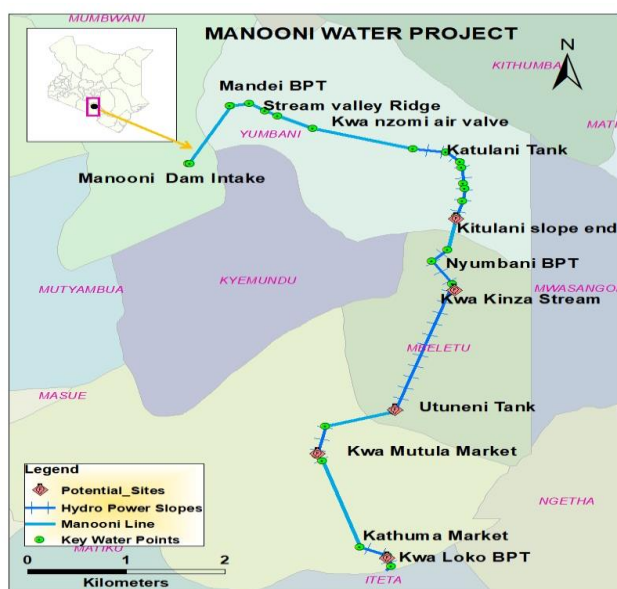 MUMBWANI
MANOONI WATER PROJECT
N
KITHUMBA
Mandei BPT
Stream valley Ridge
MAT
Kwa nzomi air valve
YUMBANI
Katulani Tank
Manooni Dam Intake
Kitulani slope end
Nyumbani BPT
KYEMUNDU
MUTYAMBUA
MWASANGO
Kwa Kinza Stream
MBELETU
MASUE
Utuneni Tank
Kwa Mutula Market
Legend
Potential_Sites
Hydro Power Slopes
Manooni Line
Key Water Points
NGETHA
Kathuma Market
MATIKU
Kwa Loko BPT
0 1 2
Kilometers
ITETA